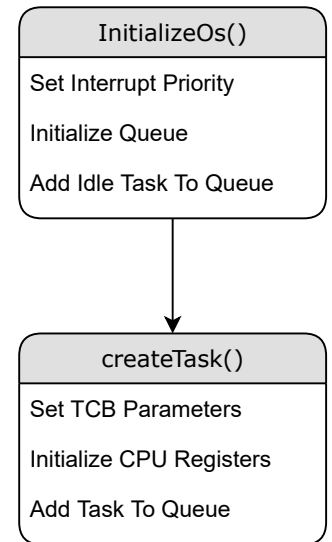 InitializeOs()
Set Interrupt Priority
Initialize Queue
Add Idle Task To Queue
createTask()
Set TCB Parameters
Initialize CPU Registers
Add Task To Queue